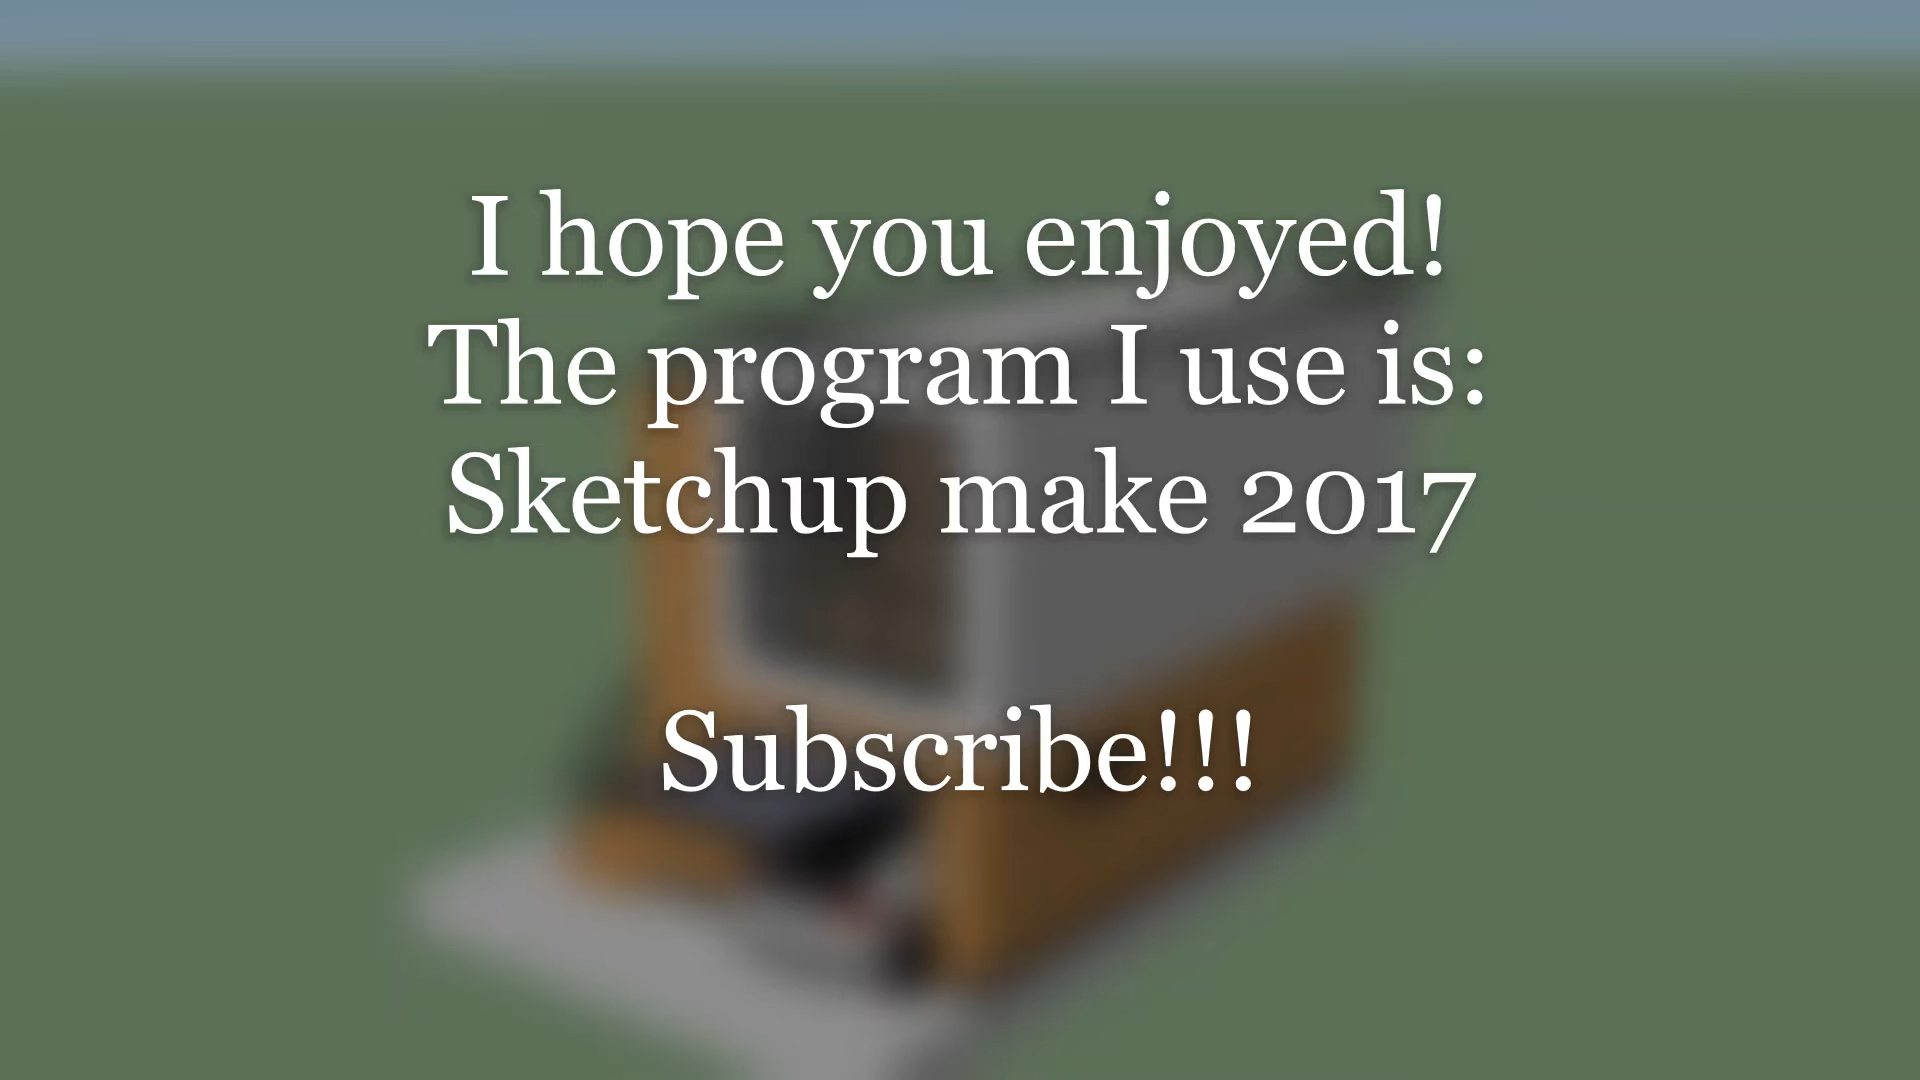 I hope you enjoyed!
The program I use is:
Sketchup make 2017
Subscribe!!!